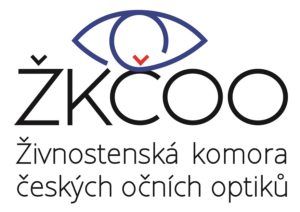 ŽKČOO
Živnostenská komora
českých očních optiků